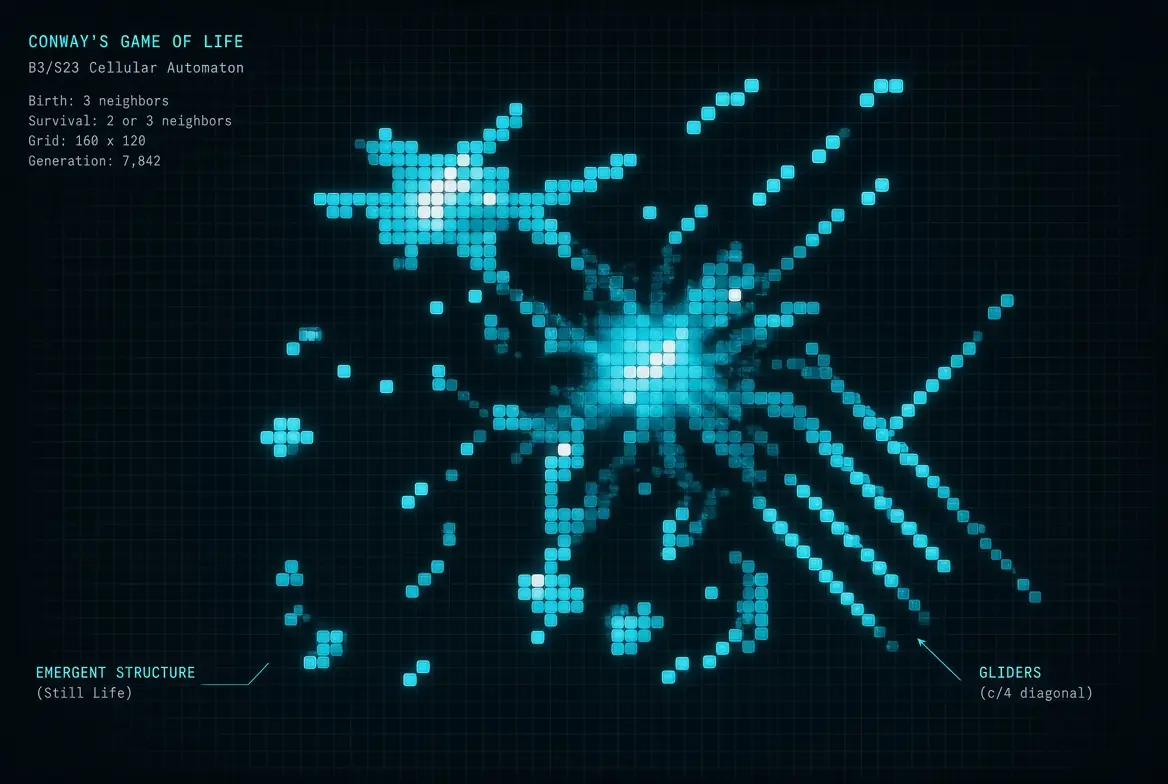 CONWAY'S GAME OF LIFE
B3/S23 Cellular Automaton
Birth: 3 neighbors
Survival: 2 or 3 neighbors
Grid: 160 x 120
Generation: 7,842
EMERGENT STRUCTURE
(Still Life)
GLIDERS
(c/4 diagonal)